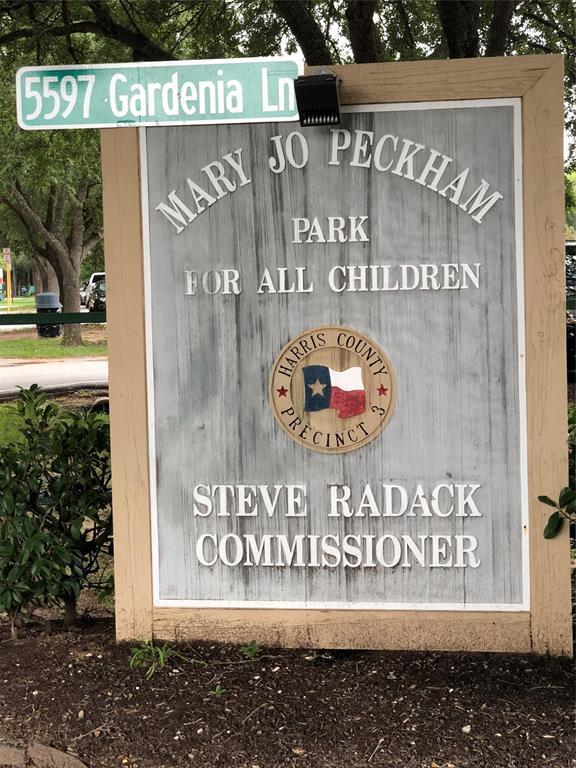 5597 Gardenia Ln
MARY JO PECKHAM
PARK
FOR ALL CHILDREN
HARRIS COUNTY
PRECINCT 3
STEVE RADACK
COMMISSIONER